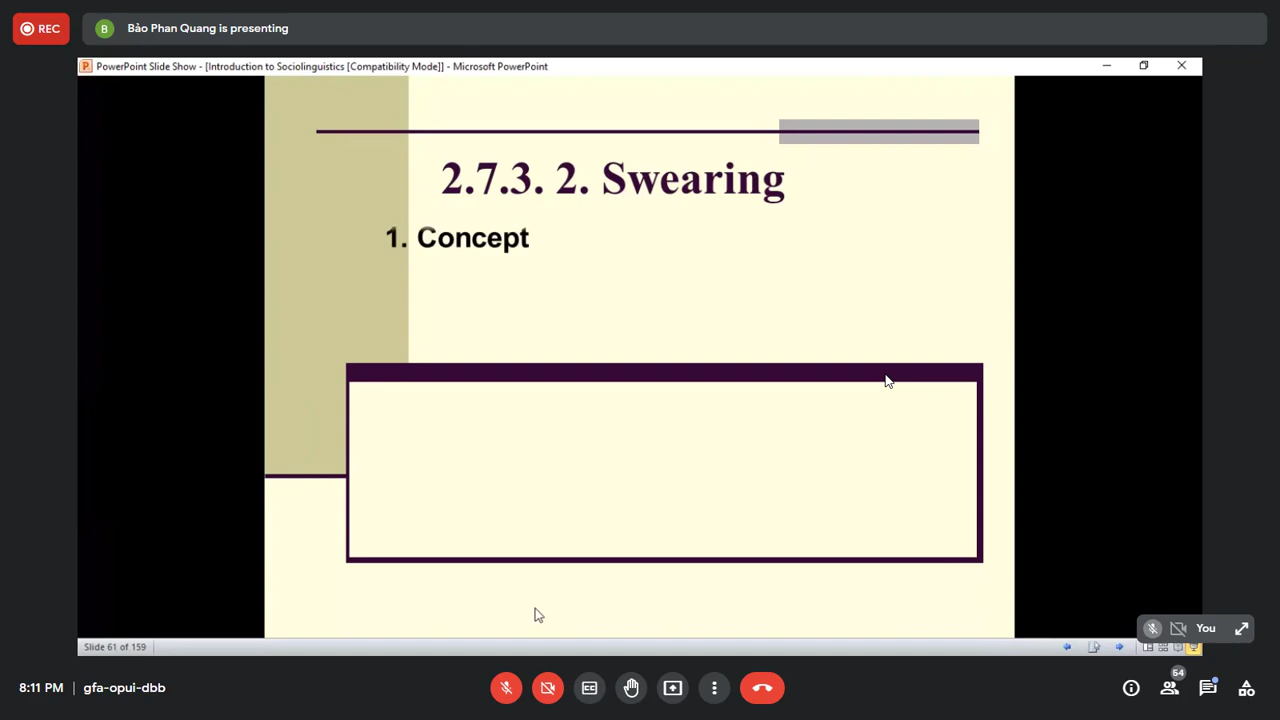 REC
B
Bảo Phan Quang is presenting
PowerPoint Slide Show - [Introduction to Sociolinguistics [Compatibility Mode]] - Microsoft PowerPoint
2.7.3. 2. Swearing
1. Concept
You
Slide 61 of 159
8:11 PM | gfa-opui-dbb
CC
64